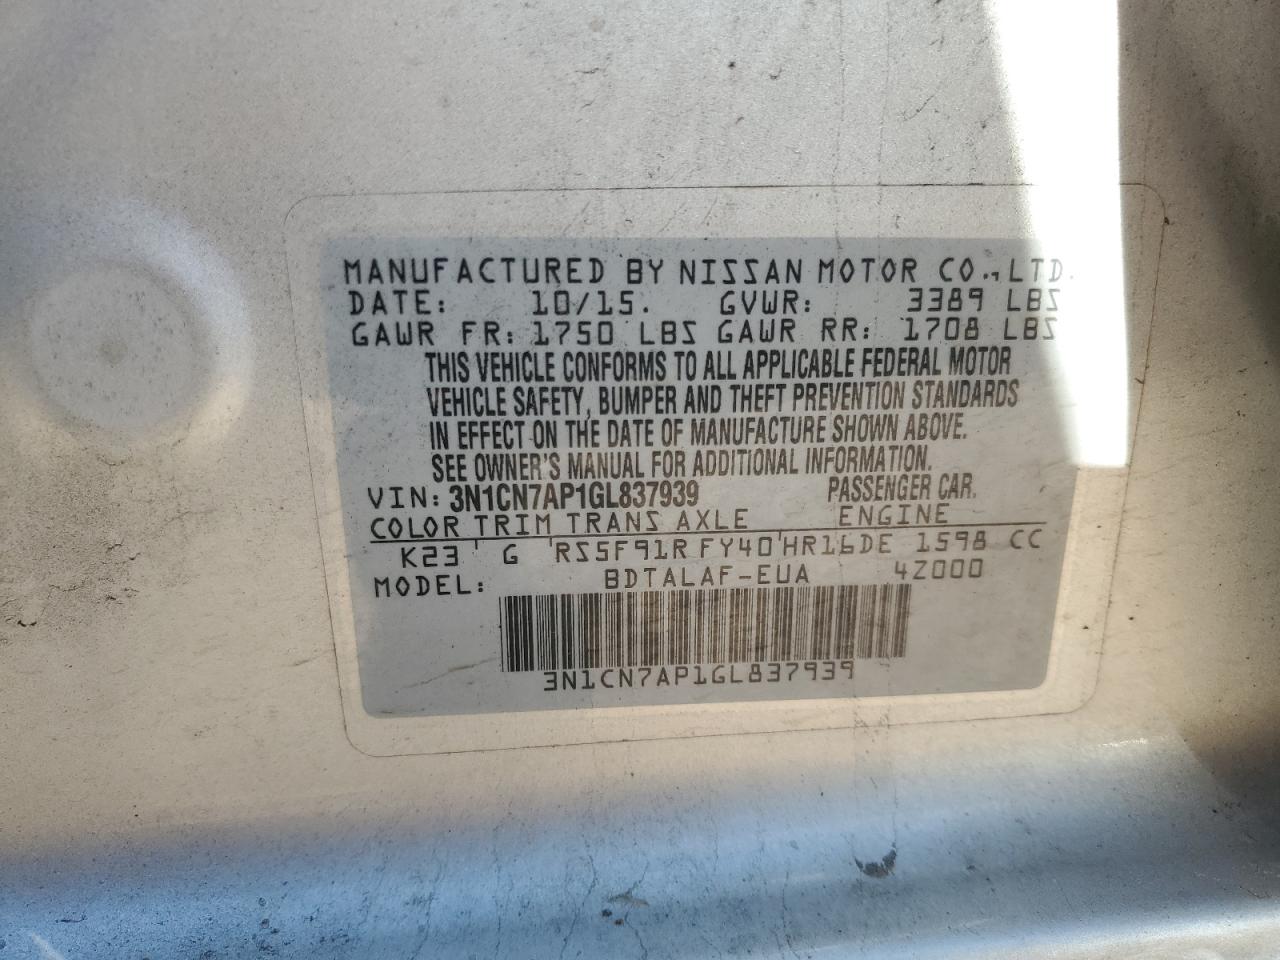 MANUFACTURED BY NISSAN MOTOR CO., LTD.
DATE: 10/15. GVWR: 3389 LBS
GAWR FR: 1750 LBS GAWR RR: 1708 LBS
THIS VEHICLE CONFORMS TO ALL APPLICABLE FEDERAL MOTOR
VEHICLE SAFETY, BUMPER AND THEFT PREVENTION STANDARDS
IN EFFECT ON THE DATE OF MANUFACTURE SHOWN ABOVE.
SEE OWNER'S MANUAL FOR ADDITIONAL INFORMATION.
VIN: 3N1CN7AP1GL837939 PASSENGER CAR.
COLOR TRIM TRANS AXLE ENGINE
K23 G RS5F91R FY40 HR16DE 1598 CC
MODEL: BDTALAF-EUA 4Z000
3N1CN7AP1GL837939